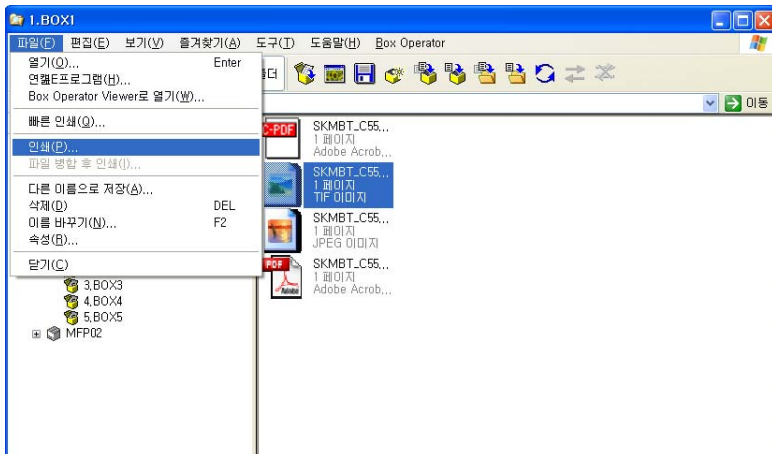 1.BOX1
파일(F) 편집(E) 보기(V) 즐겨찾기(A) 도구(T) 도움말(H) Box Operator
열기(O)... Enter
연결E프로그램(H)...
Box Operator Viewer로 열기(W)...
빠른 인쇄(Q)...
인쇄(P)...
파일 병합 후 인쇄(I)...
다른 이름으로 저장(A)...
삭제(D) DEL
이름 바꾸기(N)... F2
속성(R)...
닫기(C)
3.BOX3
4.BOX4
5.BOX5
MFP02
더
이동
C-PDF
SKMBT_C55...
1 페이지
Adobe Acrob...
SKMBT_C55...
1 페이지
TIF 이미지
SKMBT_C55...
1 페이지
JPEG 이미지
PDF
Adobe
SKMBT_C55...
1 페이지
Adobe Acrob...